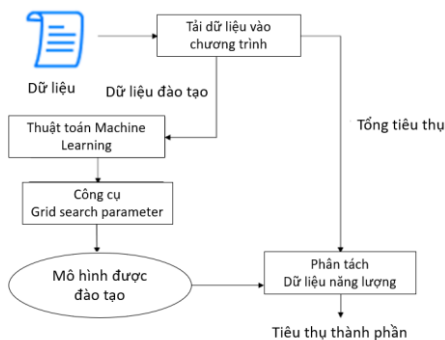 Tải dữ liệu vào
chương trình
Dữ liệu
Dữ liệu đào tạo
Thuật toán Machine
Learning
Tổng tiêu thụ
Công cụ
Grid search parameter
Mô hình được
đào tạo
Phân tách
Dữ liệu năng lượng
Tiêu thụ thành phần